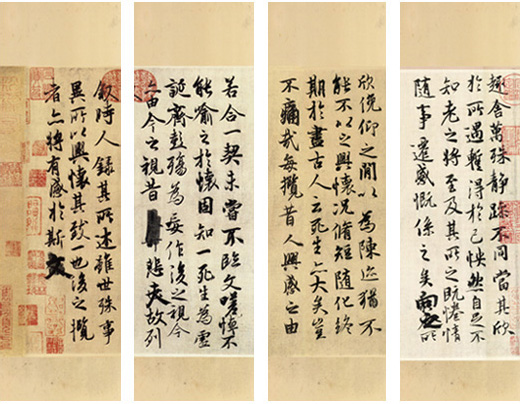 趣舍萬殊靜躁不同當其欣
於所遇蹔得於己怏然自足不
知老之將至及其所之既惓情
隨事遷感慨係之矣向之所
欣俛仰之閒以為陳迹猶不
能不以之興懷況脩短隨化終
期於盡古人云死生亦大矣豈
不痛哉每攬昔人興感之由
若合一契未嘗不臨文嗟悼不
能喻之於懷固知一死生為虛
誕齊彭殤為妄作後之視今
亦由今之視昔悲夫故列
敘時人錄其所述雖世殊事
異所以興懷其致一也後之攬
者亦將有感於斯文